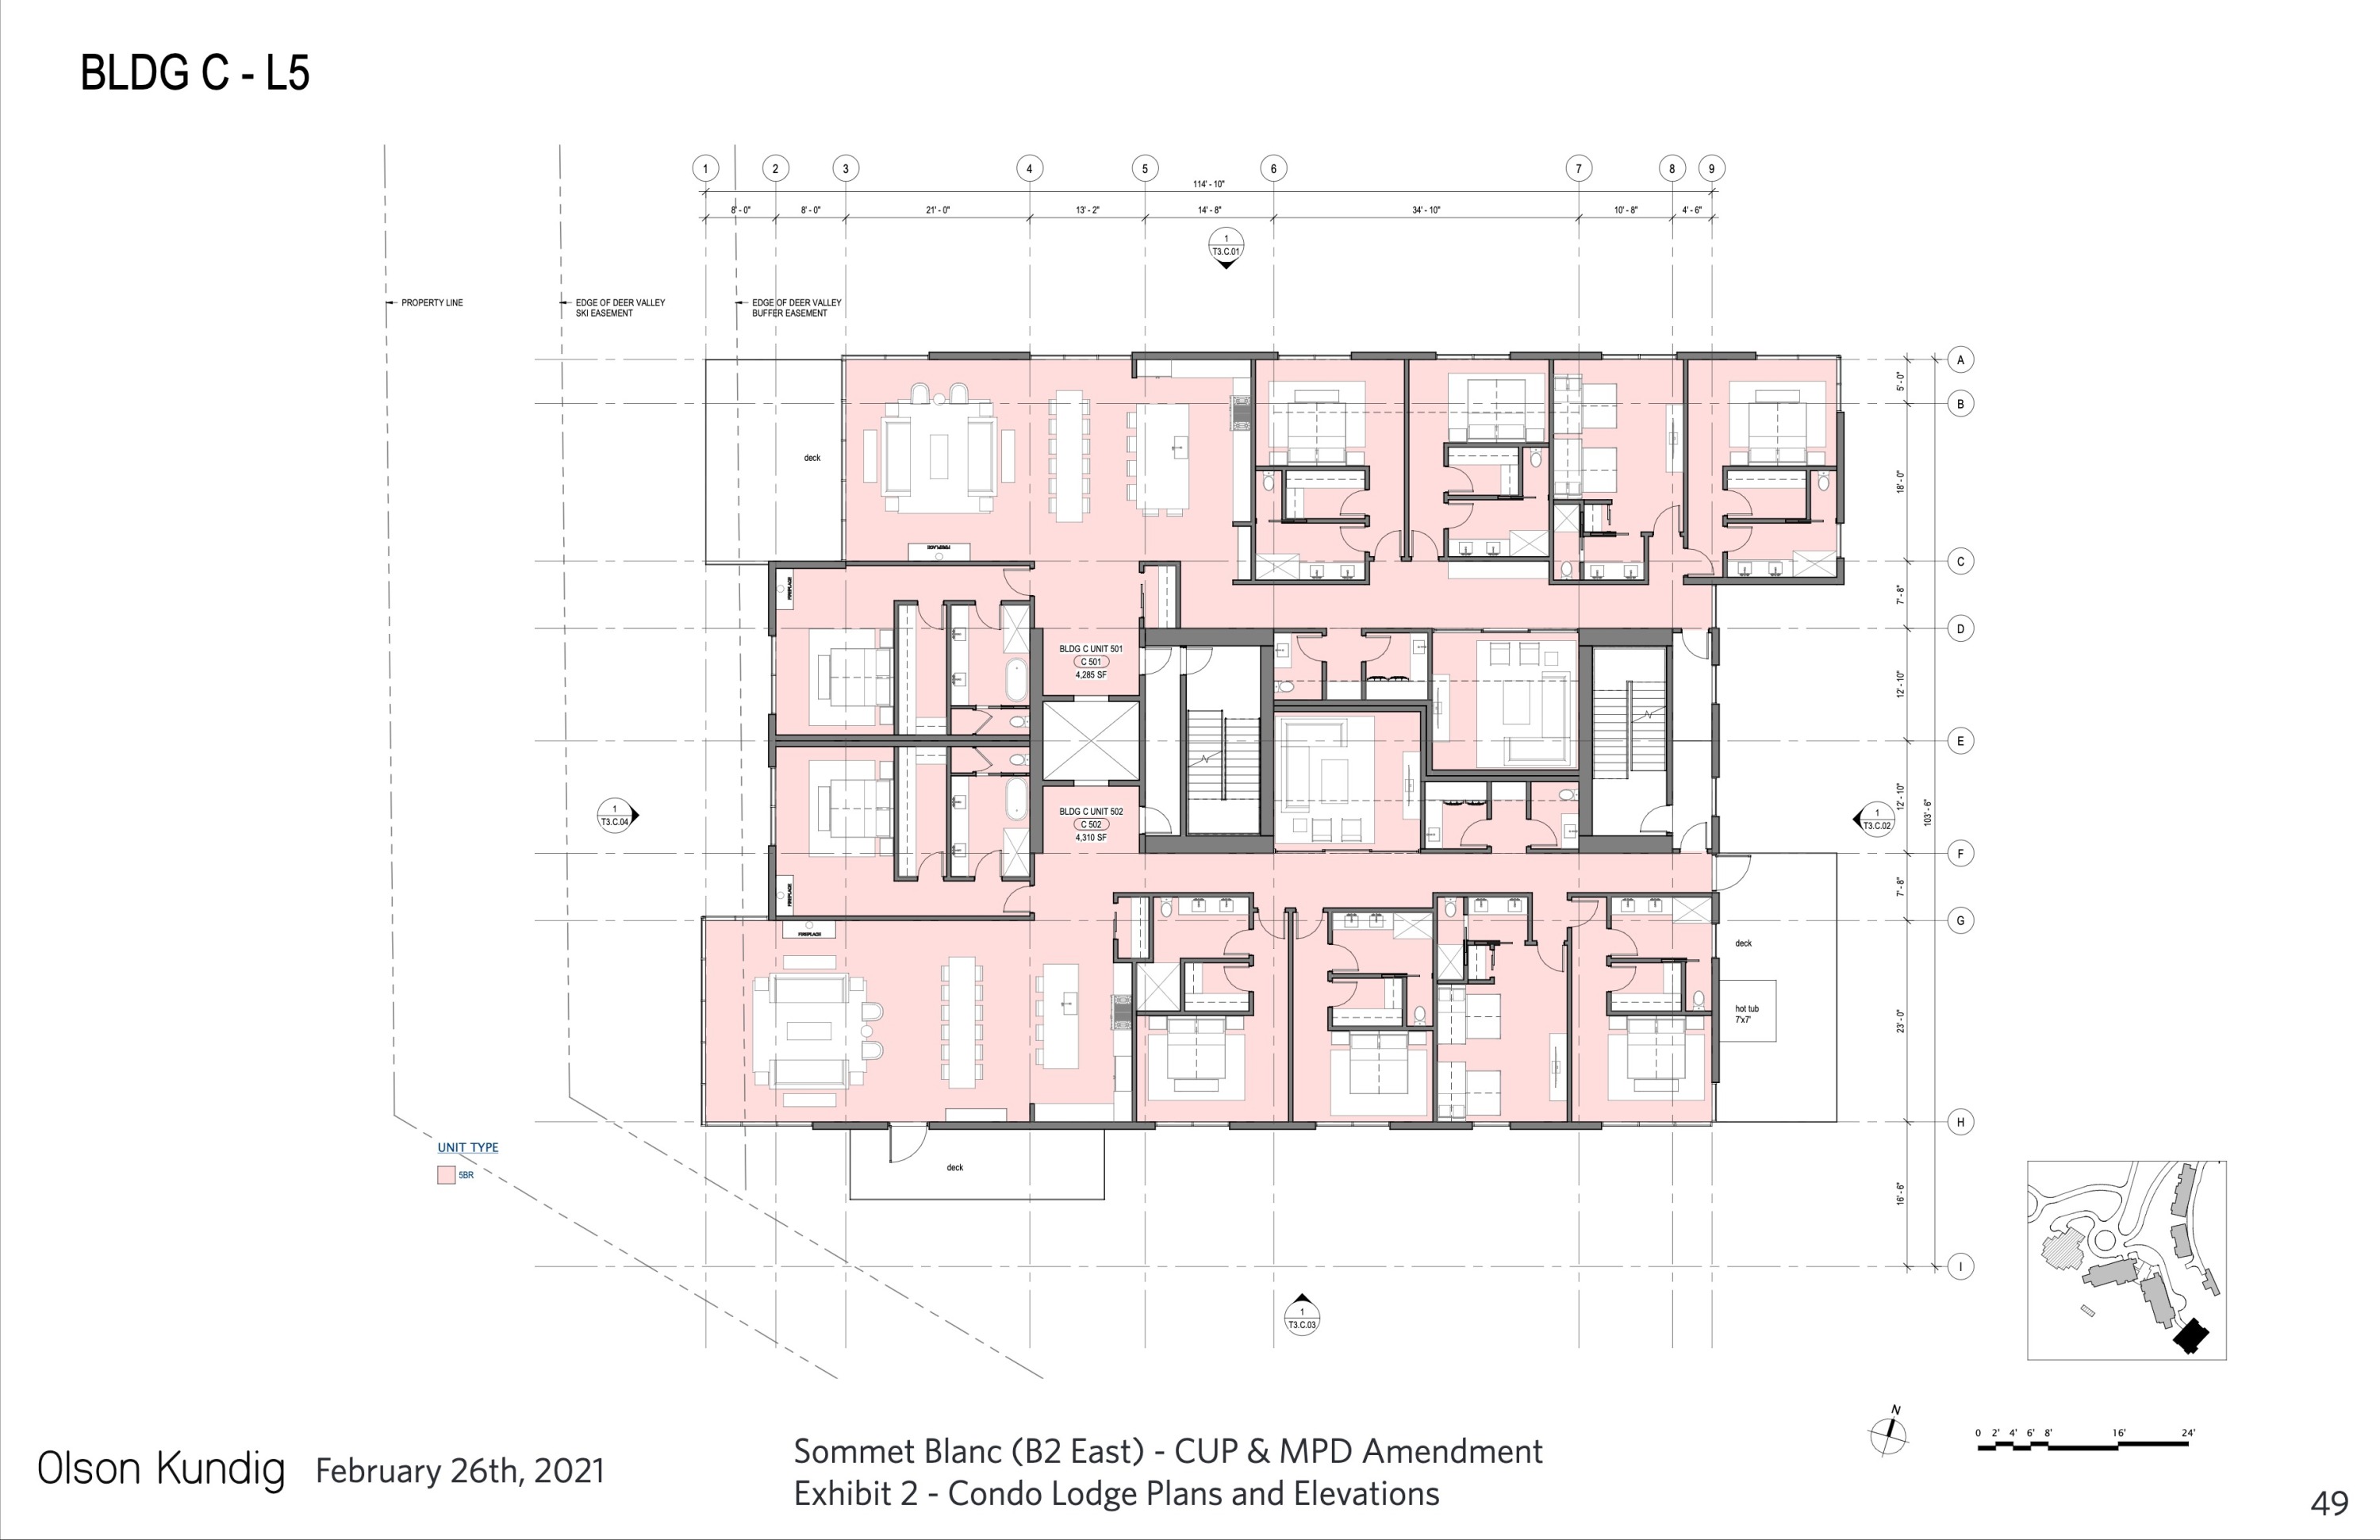 BLDG C - L5
1
2
3
4
5
6
7
8
9
114' - 10"
8' - 0"
8' - 0"
21' - 0"
13' - 2"
14' - 8"
34' - 10"
10' - 8"
4' - 6"
1
T3.C.01
PROPERTY LINE
EDGE OF DEER VALLEY
SKI EASEMENT
EDGE OF DEER VALLEY
BUFFER EASEMENT
A
5' - 0"
B
deck
18' - 0"
FIREPLACE
C
FIREPLACE
7' - 8"
D
BLDG C UNIT 501
C 501
4,285 SF
12' - 10"
E
1
T3.C.04
BLDG C UNIT 502
C 502
4,310 SF
12' - 10"
103' - 6"
1
T3.C.02
F
FIREPLACE
7' - 8"
G
FIREPLACE
deck
hot tub
7'x7'
23' - 0"
H
UNIT TYPE
5BR
deck
16' - 6"
I
1
T3.C.03
N
0 2' 4' 6' 8' 16' 24'
Olson Kundig February 26th, 2021
Sommet Blanc (B2 East) - CUP & MPD Amendment
Exhibit 2 - Condo Lodge Plans and Elevations
49